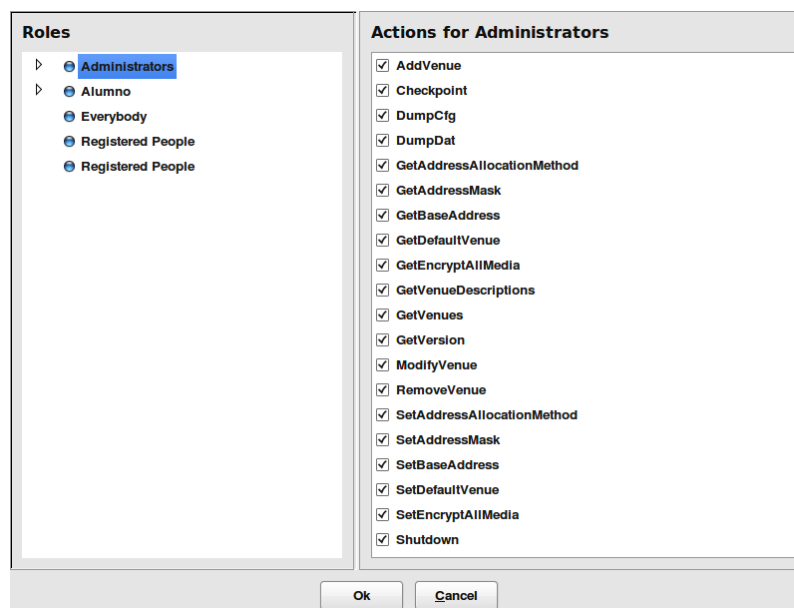 Roles
Administrators
Alumno
Everybody
Registered People
Registered People
Actions for Administrators
AddVenue
Checkpoint
DumpCfg
DumpDat
GetAddressAllocationMethod
GetAddressMask
GetBaseAddress
GetDefaultVenue
GetEncryptAllMedia
GetVenueDescriptions
GetVenues
GetVersion
ModifyVenue
RemoveVenue
SetAddressAllocationMethod
SetAddressMask
SetBaseAddress
SetDefaultVenue
SetEncryptAllMedia
Shutdown
Ok Cancel